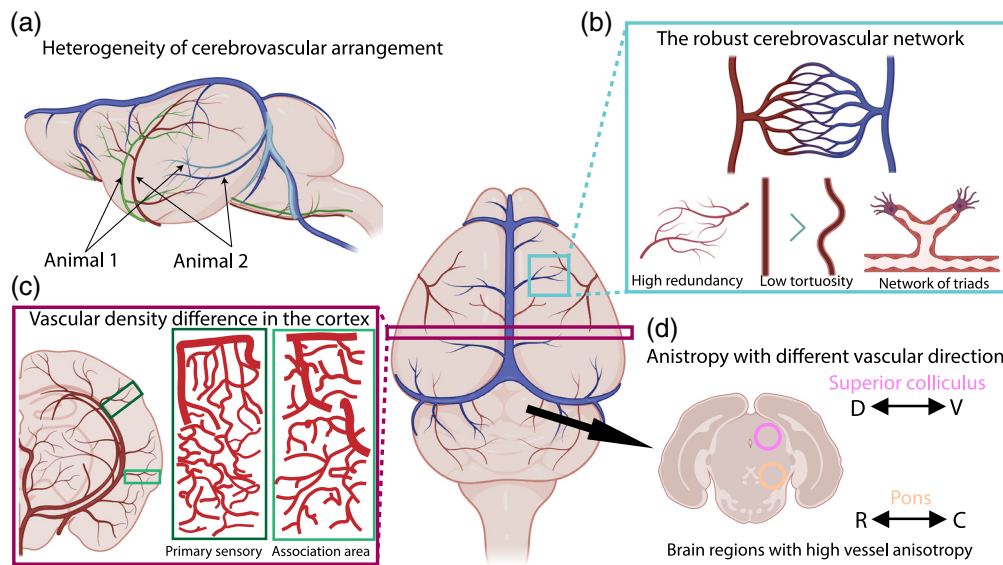 (a)
Heterogeneity of cerebrovascular arrangement
Animal 1
Animal 2
(b)
The robust cerebrovascular network
High redundancy
Low tortuosity
Network of triads
(c)
Vascular density difference in the cortex
Primary sensory
Association area
(d)
Anistropy with different vascular direction
Superior colliculus
D V
Pons
R C
Brain regions with high vessel anisotropy